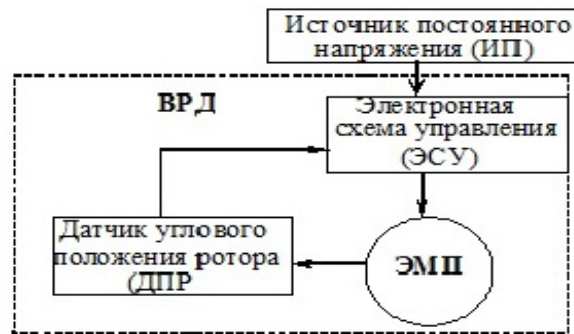 Источник постоянного
напряжения (ИП)
ВРД
Электронная
схема управления
(ЭСУ)
Датчик углового
положения ротора
(ДПР
ЭМП